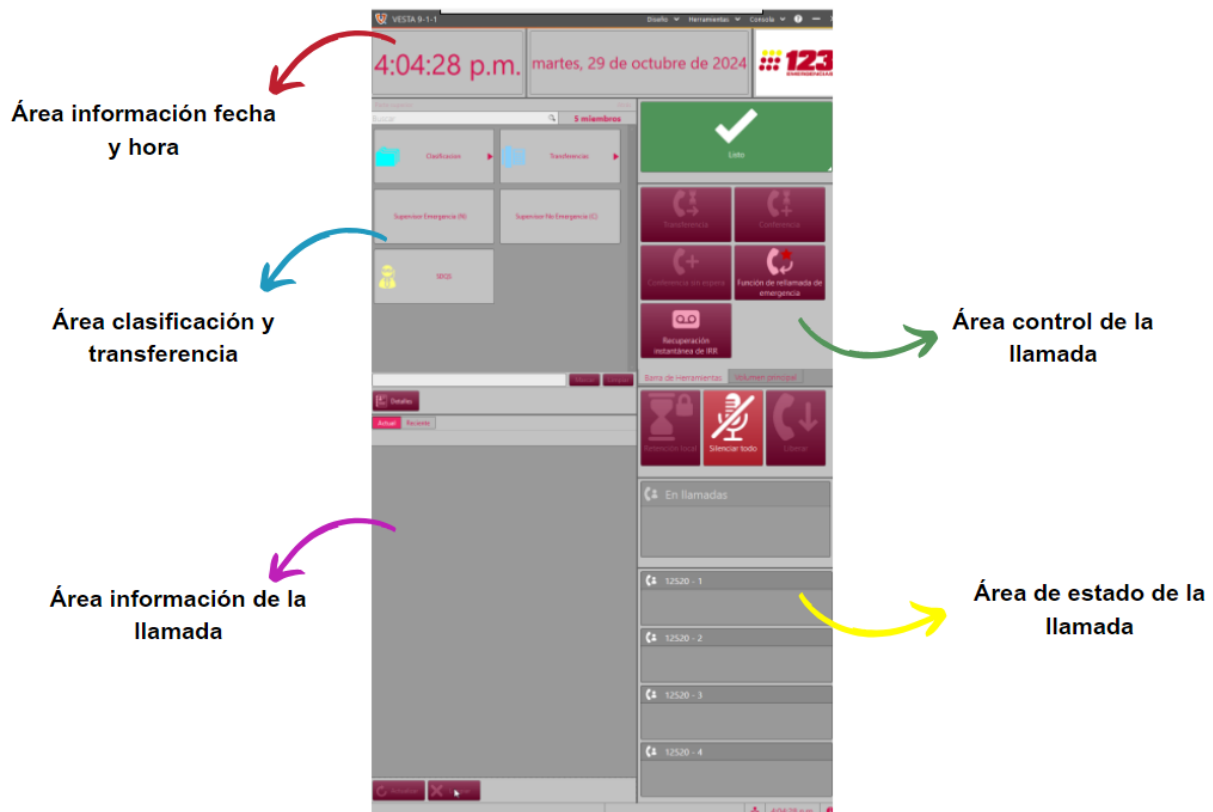 VESTA 9-1-1
Diseño
Herramientas
Consola
4:04:28 p.m.
martes, 29 de octubre de 2024
123
EMERGENCIAS
Área información fecha
y hora
Buscar
5 miembros
Clasificacion
Transferencias
Supervisor Emergencia (N)
Supervisor No Emergencia (C)
SDQS
Área clasificación y
transferencia
Listo
Transferencia
Conferencia
Conferencia sin espera
Función de rellamada de
emergencia
Recuperación
instantánea de IRR
Área control de la
llamada
Barra de Herramientas
Volumen principal
Detalles
Actual
Reciente
Retención local
Silenciar todo
Liberar
En llamadas
Área información de la
llamada
12520 - 1
12520 - 2
12520 - 3
12520 - 4
Área de estado de la
llamada
Actualizar
4:04:28 p.m.